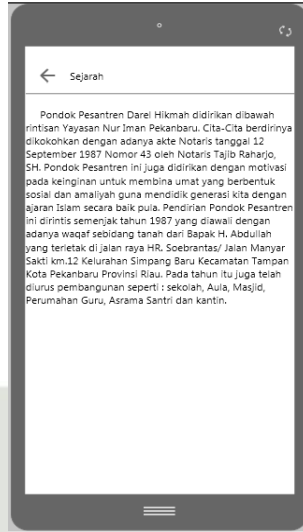 Sejarah
Pondok Pesantren Darel Hikmah didirikan dibawah
rintisan Yayasan Nur Iman Pekanbaru. Cita-Cita berdirinya
dikokohkan dengan adanya akte Notaris tanggal 12
September 1987 Nomor 43 oleh Notaris Tajib Raharjo,
SH. Pondok Pesantren ini juga didirikan dengan motivasi
pada keinginan untuk membina umat yang berbentuk
sosial dan amaliyah guna mendidik generasi kita dengan
ajaran Islam secara baik pula. Pendirian Pondok Pesantren
ini dirintis semenjak tahun 1987 yang diawali dengan
adanya waqaf sebidang tanah dari Bapak H. Abdullah
yang terletak di jalan raya HR. Soebrantas/ Jalan Manyar
Sakti km.12 Kelurahan Simpang Baru Kecamatan Tampan
Kota Pekanbaru Provinsi Riau. Pada tahun itu juga telah
diurus pembangunan seperti : sekolah, Aula, Masjid,
Perumahan Guru, Asrama Santri dan kantin.